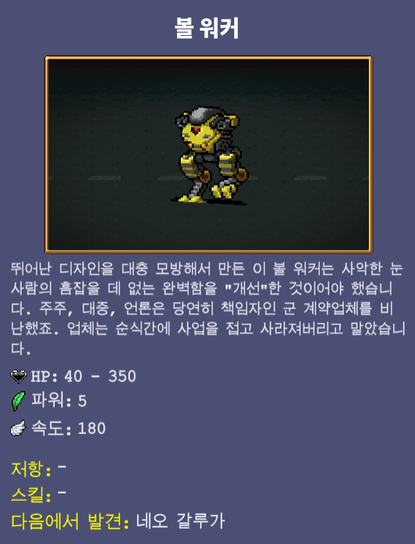 볼 워커
뛰어난 디자인을 대충 모방해서 만든 이 볼 워커는 사악한 눈
사람의 흠잡을 데 없는 완벽함을 "개선"한 것이어야 했습니
다. 주주, 대중, 언론은 당연히 책임자인 군 계약업체를 비
난했죠. 업체는 순식간에 사업을 접고 사라져버리고 말았습니
다.
HP: 40 - 350
파워: 5
속도: 180
저항: -
스킬: -
다음에서 발견: 네오 갈루가